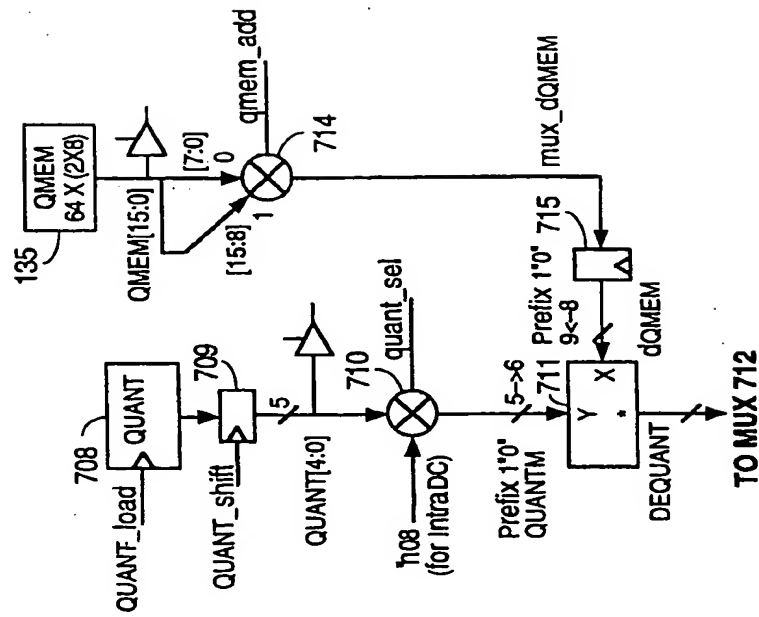 135
QMEM
64 X (2X8)
QMEM[15:0]
[7:0]
0
[15:8]
1
qmem_add
714
mux_dQMEM
715
Prefix 1"0"
9<--8
dQMEM
708
QUANT
QUANT_load
709
QUANT_shift
5
QUANT[4:0]
710
quant_sel
'h08
(for IntraDC)
5->6
Prefix 1"0"
QUANTM
711
Y
X
*
DEQUANT
TO MUX 712